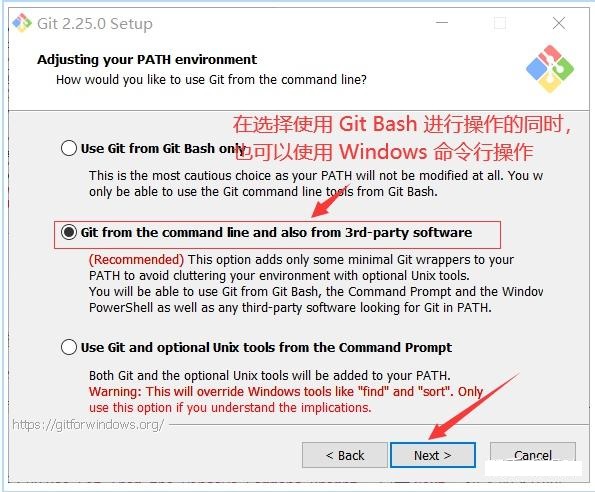 Git 2.25.0 Setup
Adjusting your PATH environment
How would you like to use Git from the command line?
在选择使用 Git Bash 进行操作的同时，
也可以使用 Windows 命令行操作
Use Git from Git Bash only
This is the most cautious choice as your PATH will not be modified at all. You w
only be able to use the Git command line tools from Git Bash.
Git from the command line and also from 3rd-party software
(Recommended) This option adds only some minimal Git wrappers to your
PATH to avoid cluttering your environment with optional Unix tools.
You will be able to use Git from Git Bash, the Command Prompt and the Window
PowerShell as well as any third-party software looking for Git in PATH.
Use Git and optional Unix tools from the Command Prompt
Both Git and the optional Unix tools will be added to your PATH.
Warning: This will override Windows tools like "find" and "sort". Only
use this option if you understand the implications.
https://gitforwindows.org/
< Back
Next >
Cancel